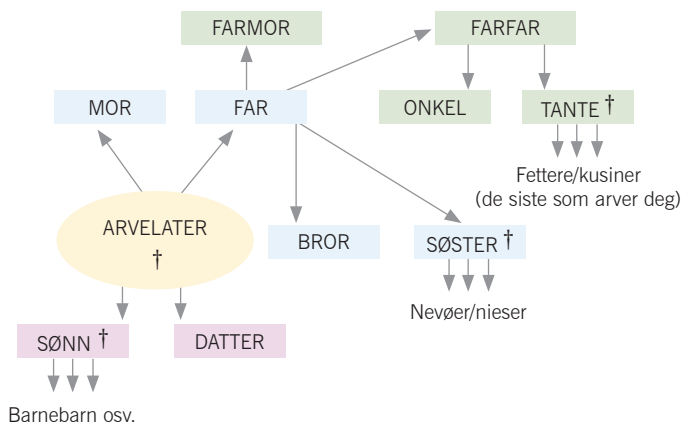 FARMOR
FARFAR
MOR
FAR
ONKEL
TANTE †
Fettere/kusiner
(de siste som arver deg)
ARVELATER
†
BROR
SØSTER †
Nevøer/nieser
SØNN †
DATTER
Barnebarn osv.